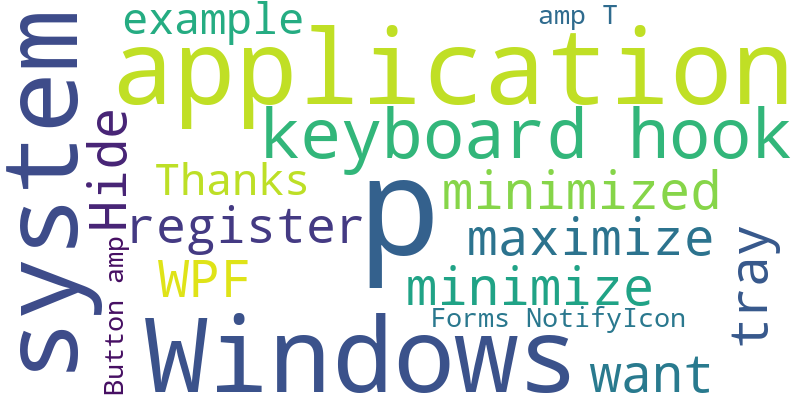 example
amp T
application
system
keyboard hook
Hide
Thanks
p
minimized
register
maximize
tray
WPF
minimize
Button amp
Forms NotifyIcon
Windows
want